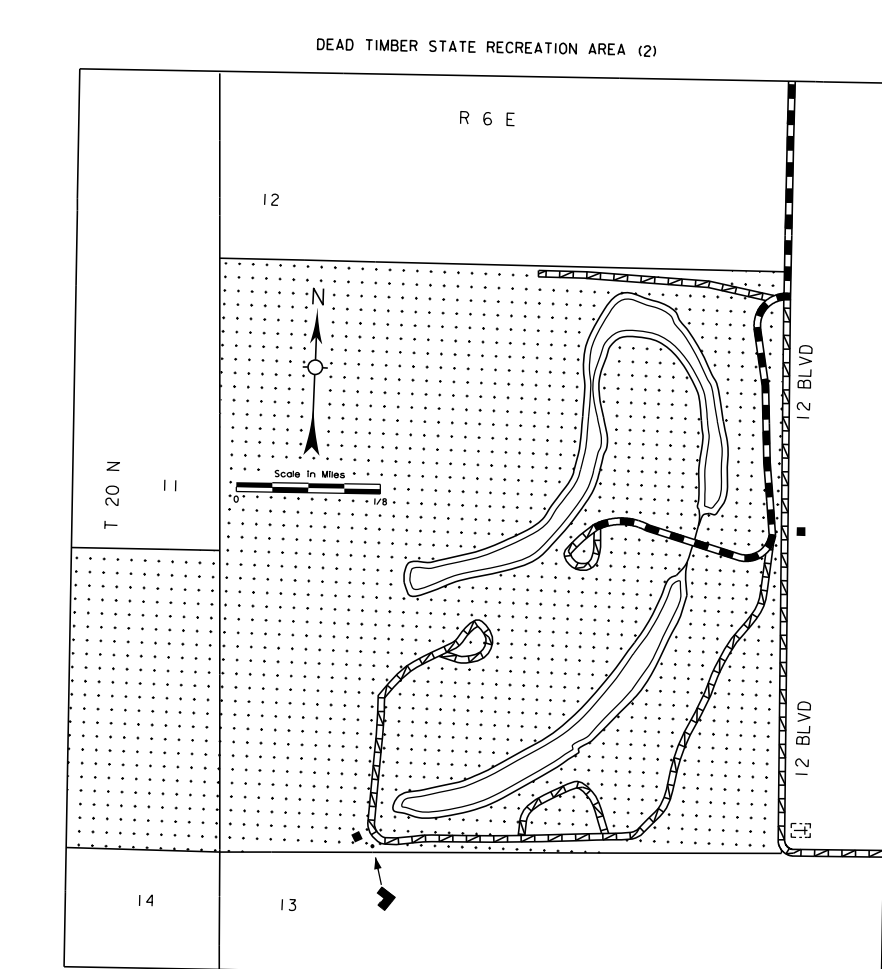 DEAD TIMBER STATE RECREATION AREA (2)
R 6 E
12
N
12 BLVD
T 20 N
11
Scale in Miles
0 1/8
12 BLVD
14
13